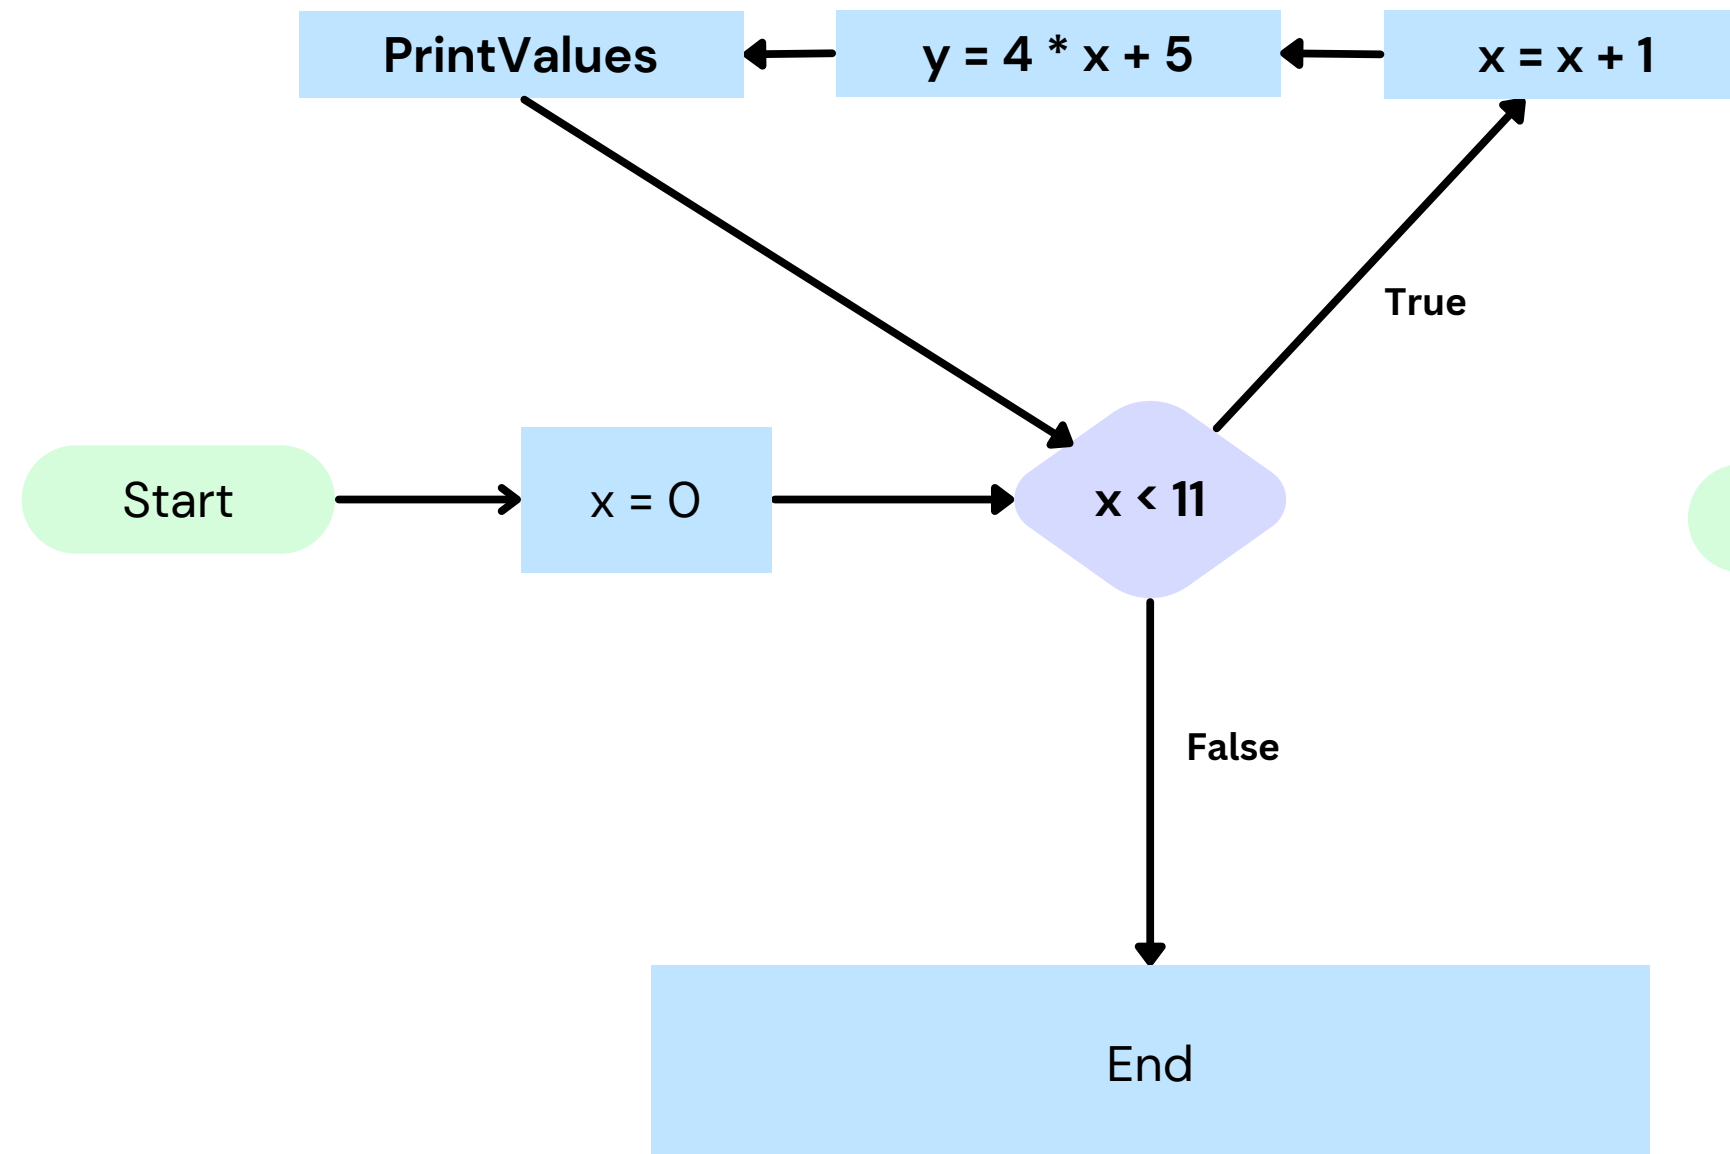 PrintValues
y = 4 * x + 5
x = x + 1
True
Start
x = 0
x < 11
False
End